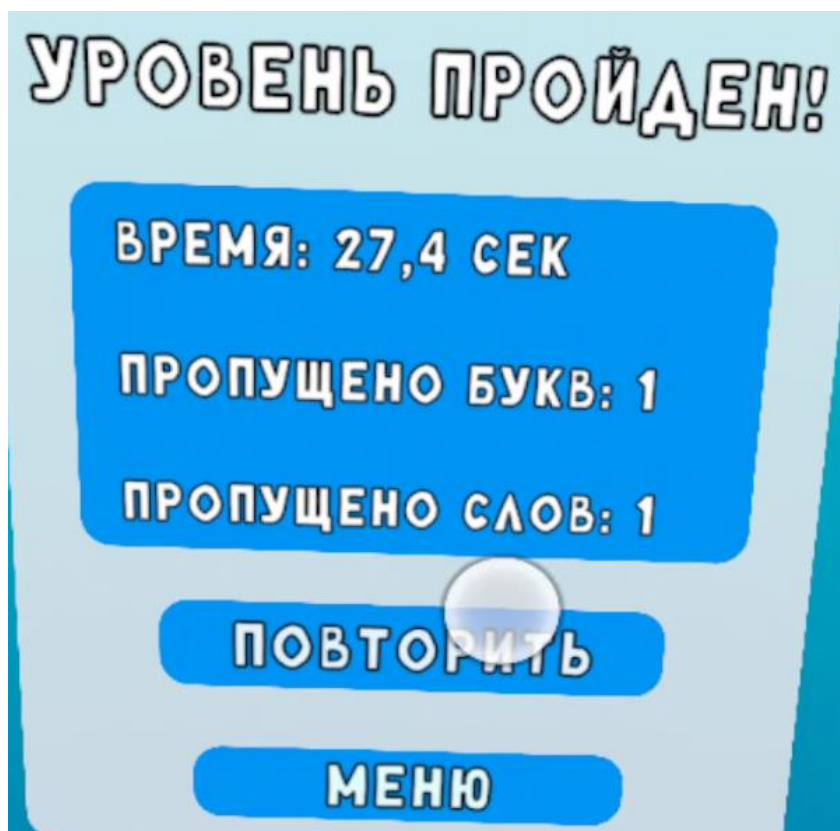 УРОВЕНЬ ПРОЙДЕН!
ВРЕМЯ: 27,4 СЕК
ПРОПУЩЕНО БУКВ: 1
ПРОПУЩЕНО СЛОВ: 1
ПОВТОРИТЬ
МЕНЮ